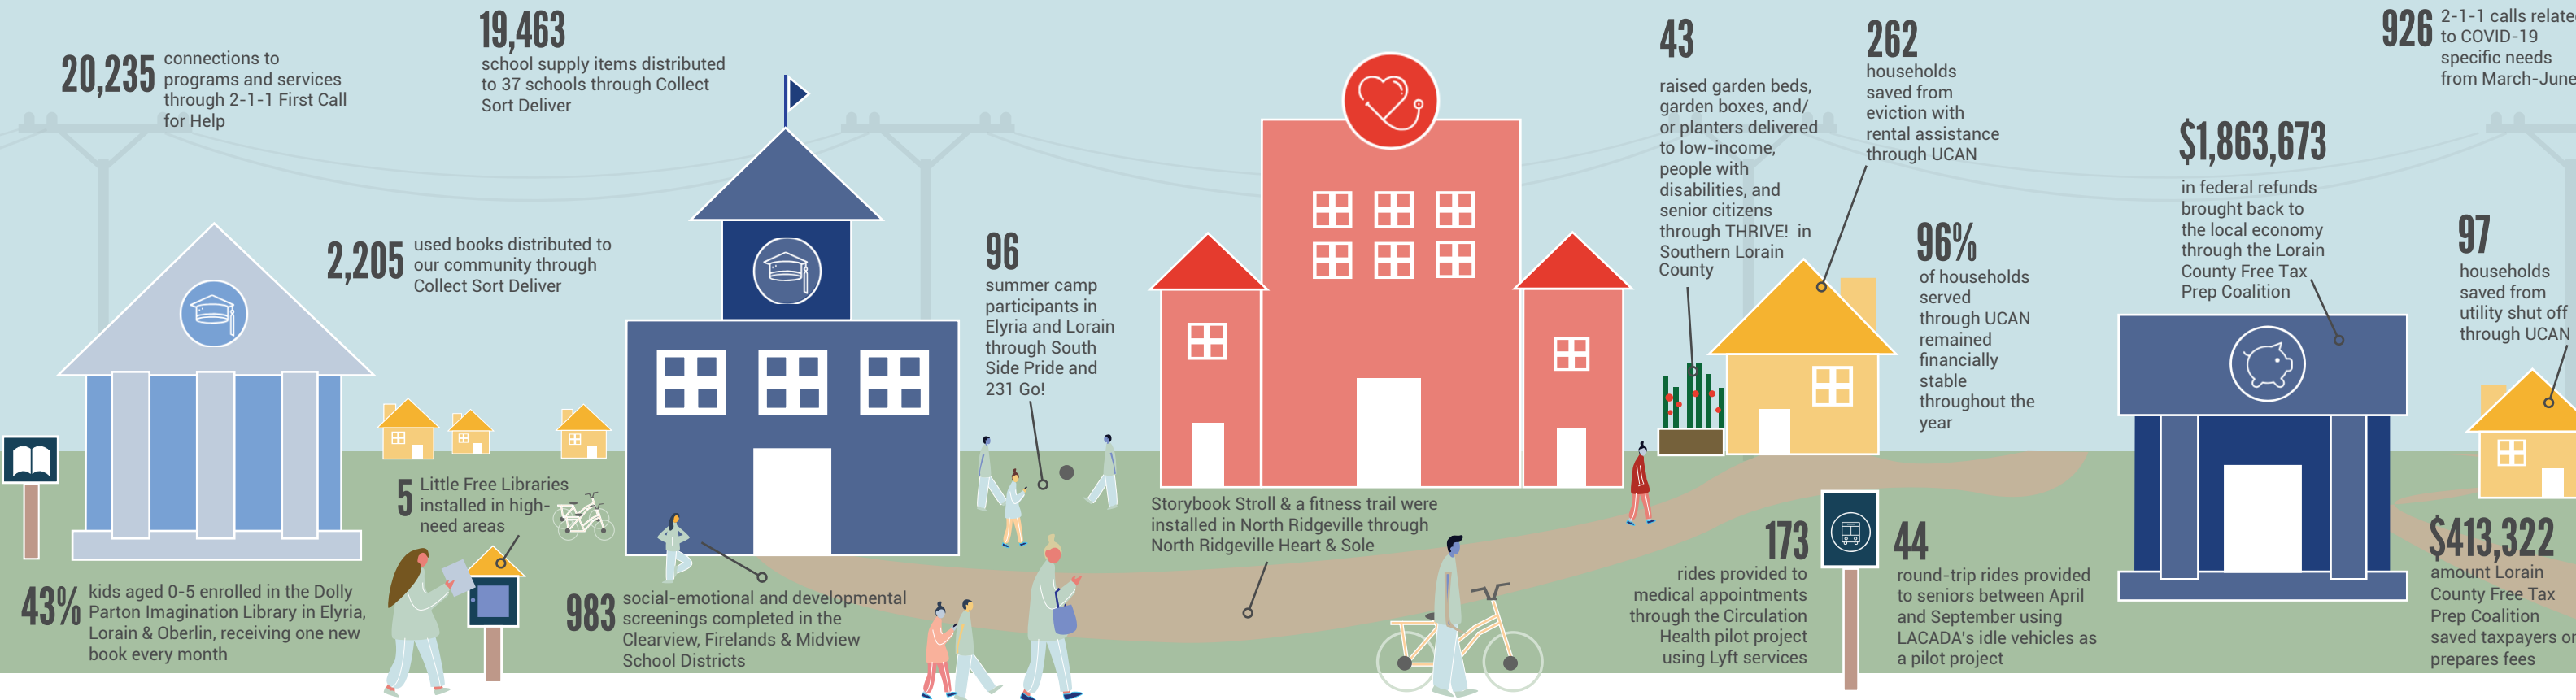 20,235
connections to
programs and services
through 2-1-1 First Call
for Help
19,463
school supply items distributed
to 37 schools through Collect
Sort Deliver
2,205
used books distributed to
our community through
Collect Sort Deliver
5
Little Free Libraries
installed in high-
need areas
43%
kids aged 0-5 enrolled in the Dolly
Parton Imagination Library in Elyria,
Lorain & Oberlin, receiving one new
book every month
983
social-emotional and developmental
screenings completed in the
Clearview, Firelands & Midview
School Districts
96
summer camp
participants in
Elyria and Lorain
through South
Side Pride and
231 Go!
Storybook Stroll & a fitness trail were
installed in North Ridgeville through
North Ridgeville Heart & Sole
43
raised garden beds,
garden boxes, and/
or planters delivered
to low-income,
people with
disabilities, and
senior citizens
through THRIVE! in
Southern Lorain
County
262
households
saved from
eviction with
rental assistance
through UCAN
96%
of households
served
through UCAN
remained
financially
stable
throughout the
year
173
rides provided to
medical appointments
through the Circulation
Health pilot project
using Lyft services
44
round-trip rides provided
to seniors between April
and September using
LACADA's idle vehicles as
a pilot project
$1,863,673
in federal refunds
brought back to
the local economy
through the Lorain
County Free Tax
Prep Coalition
926
2-1-1 calls relate
to COVID-19
specific needs
from March-June
97
households
saved from
utility shut off
through UCAN
$413,322
amount Lorain
County Free Tax
Prep Coalition
saved taxpayers
prepares fees